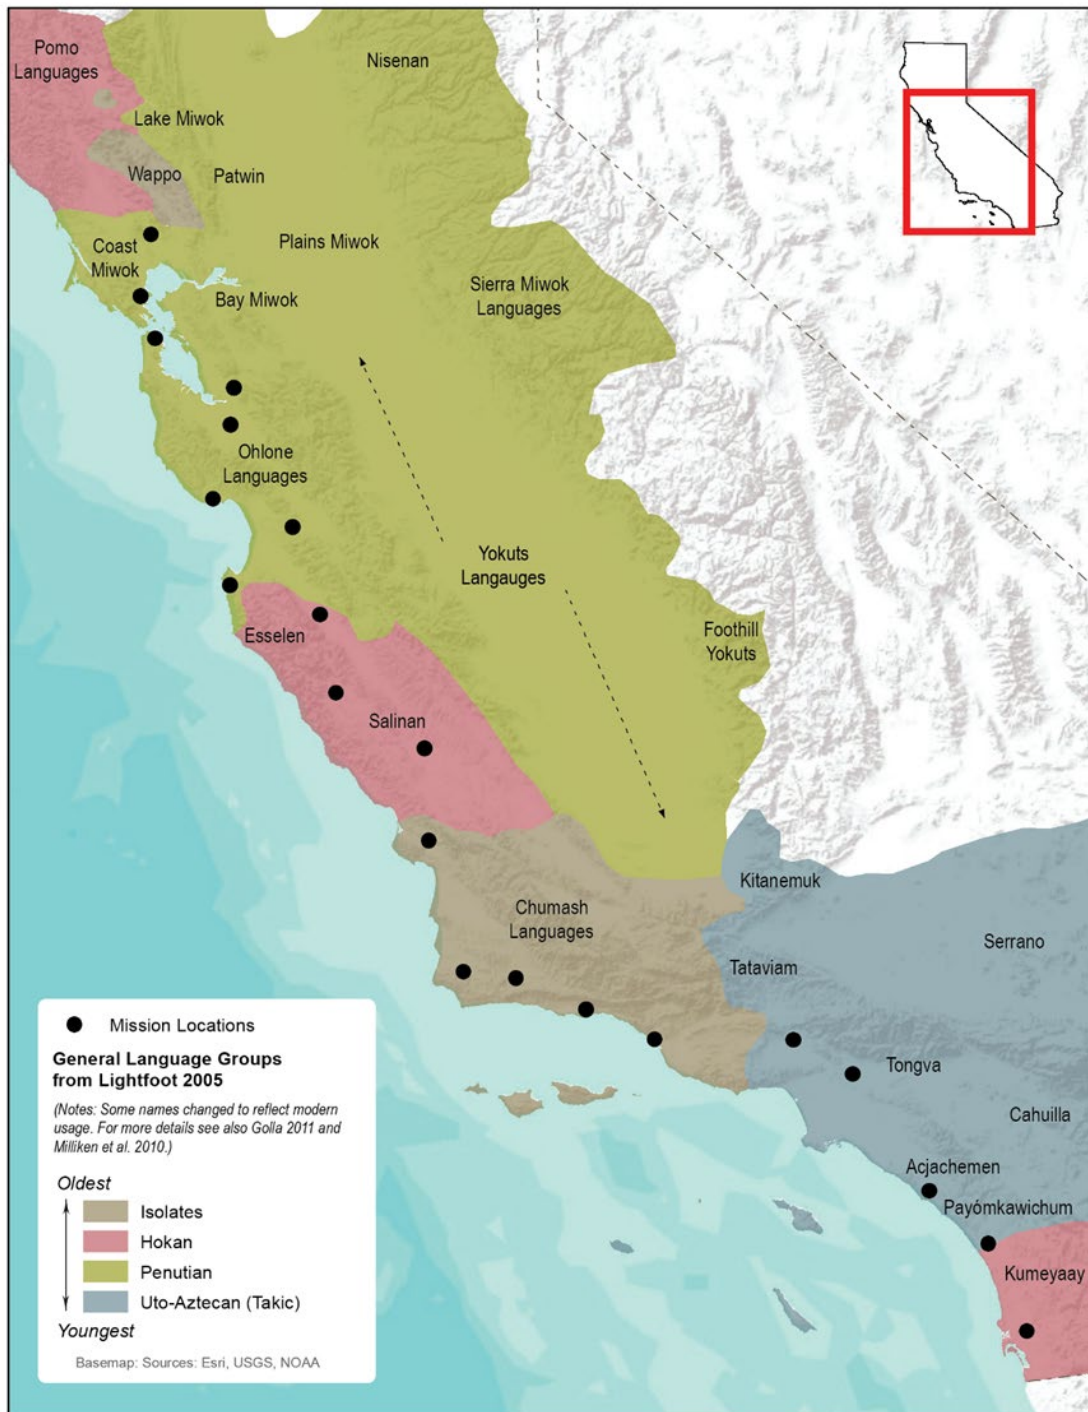 Pomo
Languages
Nisenan
Lake Miwok
Wappo
Patwin
Coast
Miwok
Plains Miwok
Bay Miwok
Sierra Miwok
Languages
Ohlone
Languages
Yokuts
Langauges
Esselen
Foothill
Yokuts
Salinan
Kitanemuk
Chumash
Languages
Serrano
Tataviam
Tongva
Cahuilla
Acjachemen
Payómkawichum
Kumeyaay
Mission Locations
General Language Groups
from Lightfoot 2005
(Notes: Some names changed to reflect modern
usage. For more details see also Golla 2011 and
Milliken et al. 2010.)
Oldest
Isolates
Hokan
Penutian
Uto-Aztecan (Takic)
Youngest
Basemap: Sources: Esri, USGS, NOAA